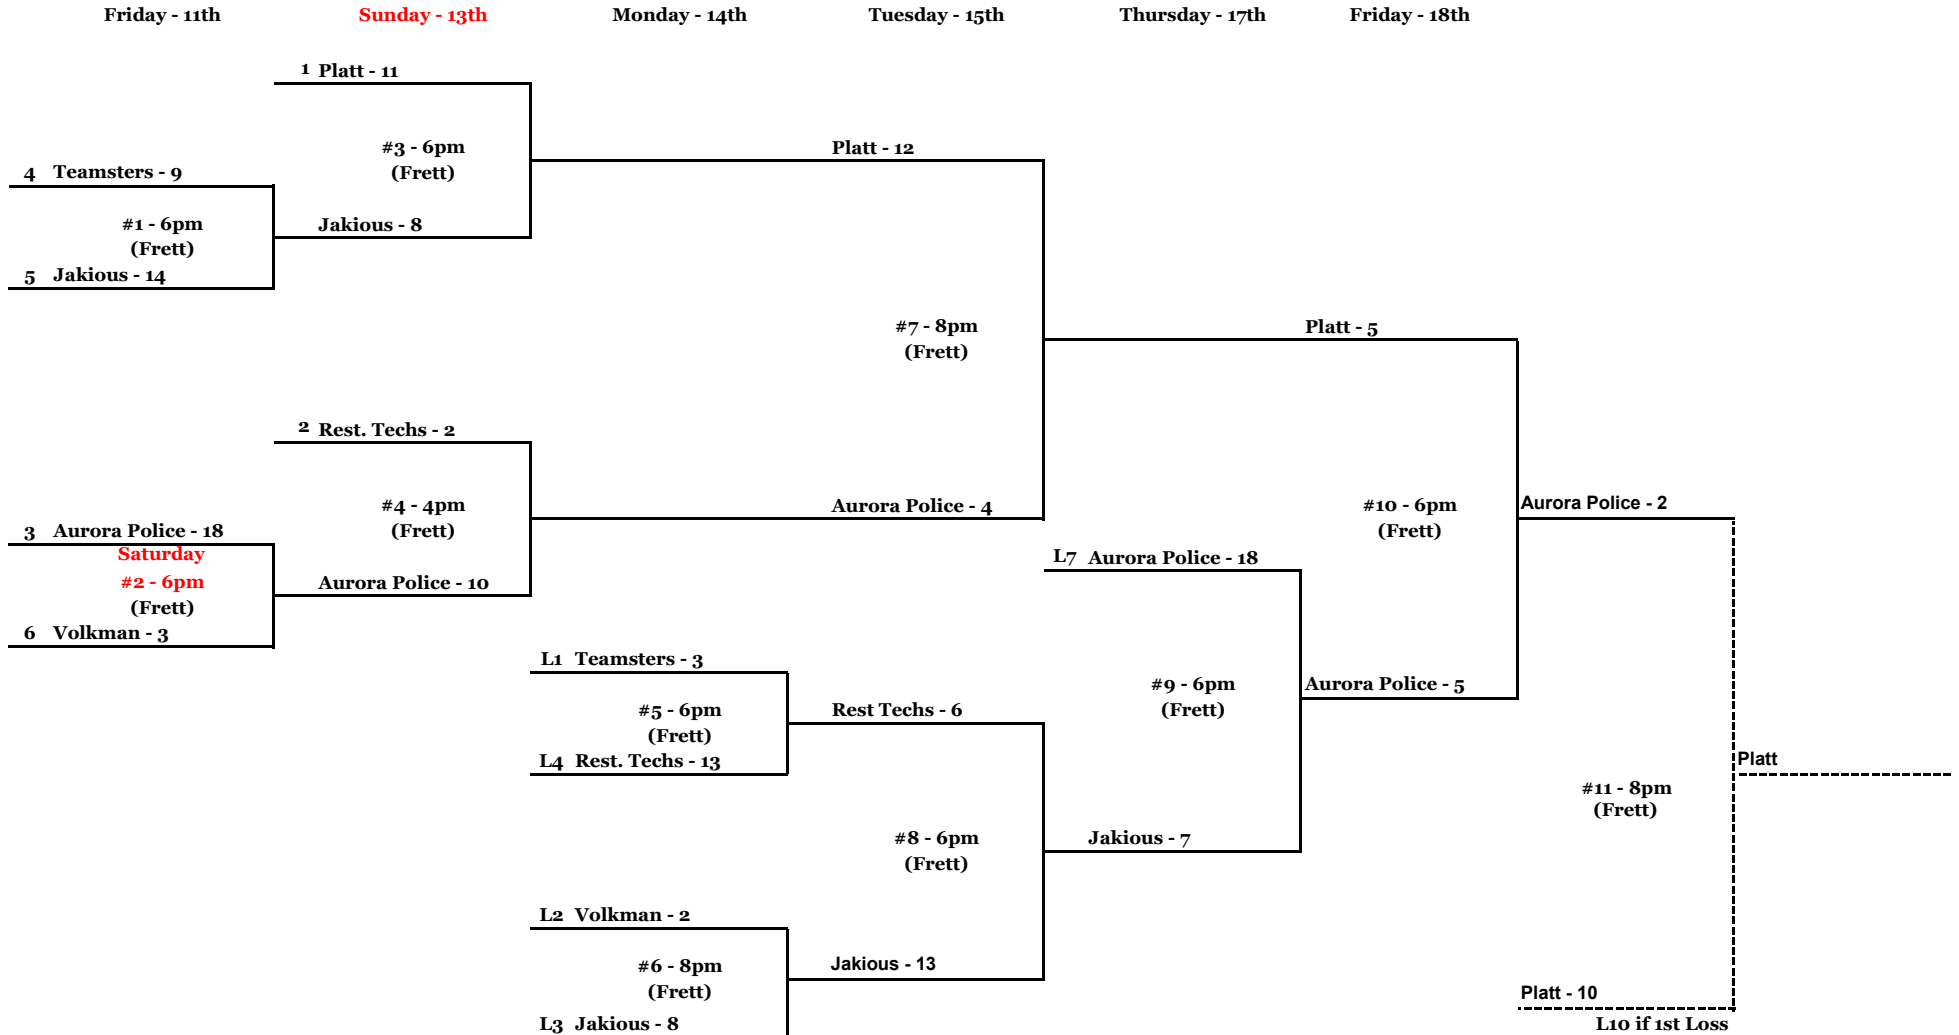 Friday - 11th Sunday - 13th Monday - 14th Tuesday - 15th Thursday - 17th Friday - 18th
1 Platt - 11
#3 - 6pm
(Frett)
Platt - 12
4 Teamsters - 9
#1 - 6pm
(Frett)
Jakious - 8
5 Jakious - 14
#7 - 8pm
(Frett)
Platt - 5
2 Rest. Techs - 2
#4 - 4pm
(Frett)
Aurora Police - 4
#10 - 6pm
(Frett)
Aurora Police - 2
3 Aurora Police - 18
Saturday
#2 - 6pm
(Frett)
Aurora Police - 10
L7 Aurora Police - 18
6 Volkman - 3
L1 Teamsters - 3
#5 - 6pm
(Frett)
Rest Techs - 6
#9 - 6pm
(Frett)
Aurora Police - 5
L4 Rest. Techs - 13
Platt
#11 - 8pm
(Frett)
#8 - 6pm
(Frett)
Jakious - 7
L2 Volkman - 2
#6 - 8pm
(Frett)
Jakious - 13
Platt - 10
L3 Jakious - 8
L10 if 1st Loss